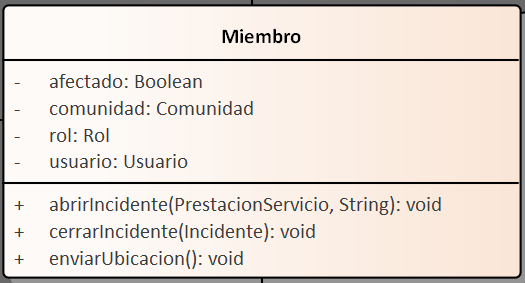 Miembro
- afectado: Boolean
- comunidad: Comunidad
- rol: Rol
- usuario: Usuario
+ abrirIncidente(PrestacionServicio, String): void
+ cerrarIncidente(Incidente): void
+ enviarUbicacion(): void